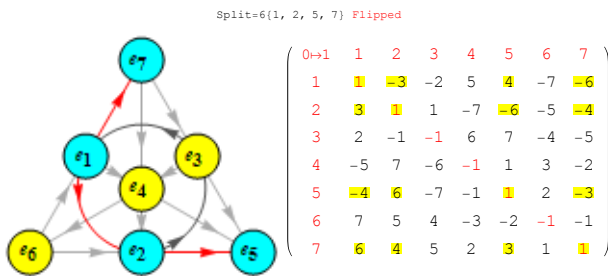 Split=6{1, 2, 5, 7} Flipped
e7
e1
e3
e4
e6
e2
e5
0↦1 1 2 3 4 5 6 7
1 1 -3 -2 5 4 -7 -6
2 3 1 1 -7 -6 -5 -4
3 2 -1 -1 6 7 -4 -5
4 -5 7 -6 -1 1 3 -2
5 -4 6 -7 -1 1 2 -3
6 7 5 4 -3 -2 -1 -1
7 6 4 5 2 3 1 1